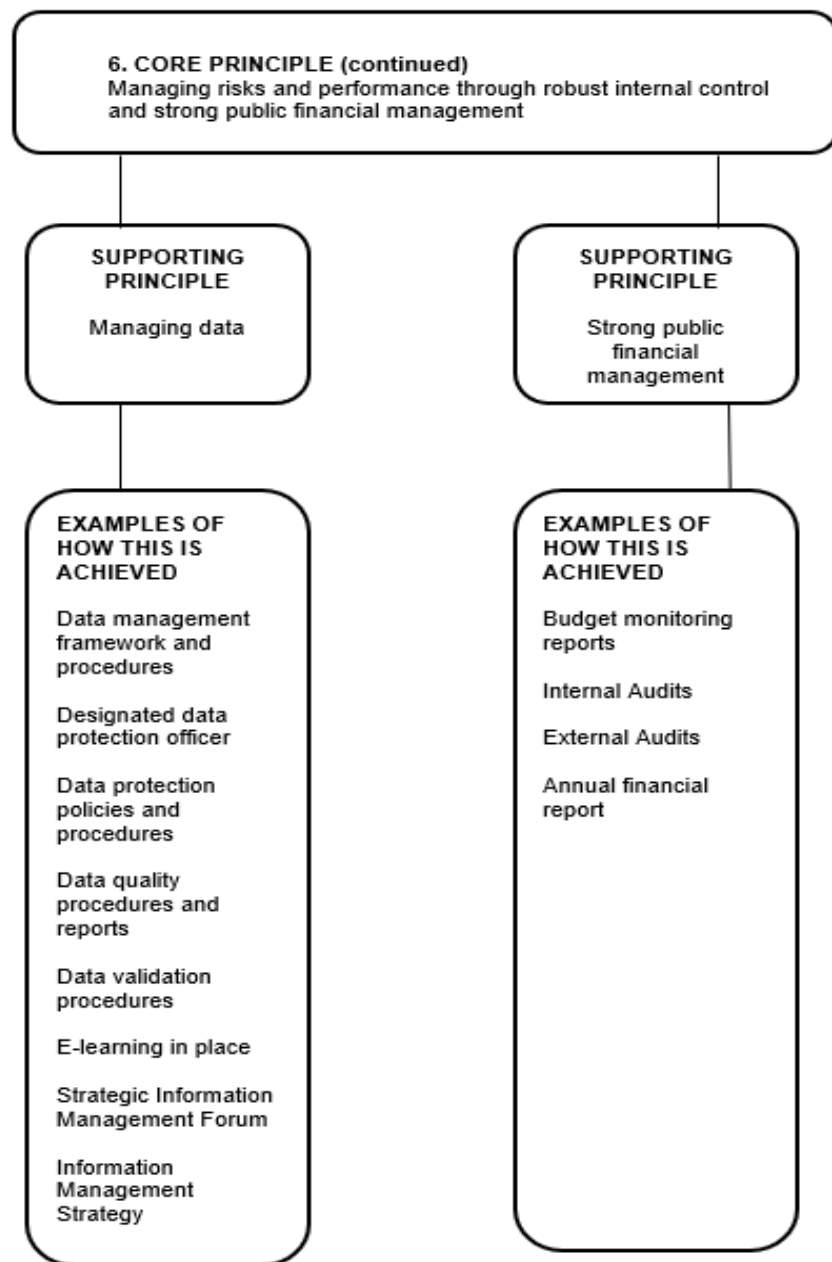 6. CORE PRINCIPLE (continued)
Managing risks and performance through robust internal control
and strong public financial management
SUPPORTING
PRINCIPLE
Managing data
SUPPORTING
PRINCIPLE
Strong public
financial
management
EXAMPLES OF
HOW THIS IS
ACHIEVED
Data management
framework and
procedures
Designated data
protection officer
Data protection
policies and
procedures
Data quality
procedures and
reports
Data validation
procedures
E-learning in place
Strategic Information
Management Forum
Information
Management
Strategy
EXAMPLES OF
HOW THIS IS
ACHIEVED
Budget monitoring
reports
Internal Audits
External Audits
Annual financial
report